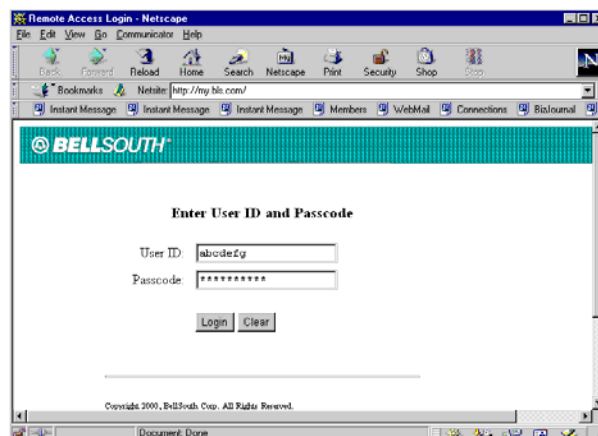 Remote Access Login - Netscape
File Edit View Go Communicator Help
Back Forward Reload Home Search Netscape Print Security Shop Stop
N
Bookmarks Netsite: http://my.bls.com/
Instant Message Instant Message Instant Message Members WebMail Connections BizJournal
BELLSOUTH
Enter User ID and Passcode
User ID: abcdefg
Passcode: **********
Login Clear
Copyright 2000, BellSouth Corp. All Rights Reserved.
Document: Done